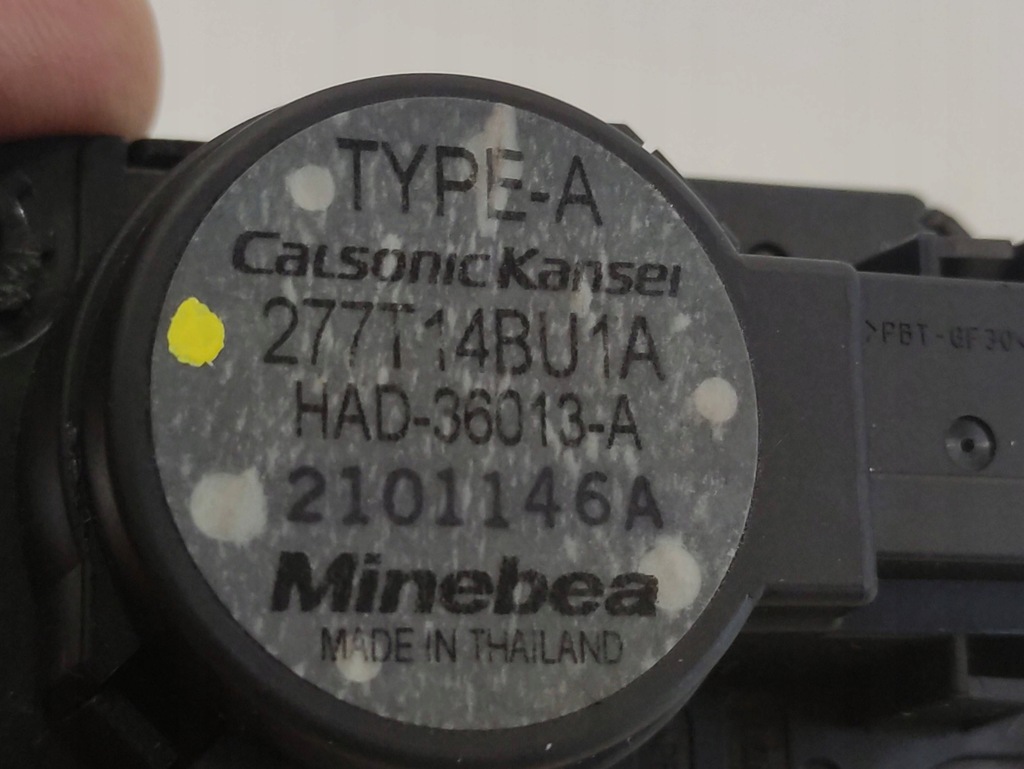 TYPE-A
CalsonicKansei
277T14BU1A
HAD-36013-A
2101146A
Minebea
MADE IN THAILAND
>PBT-GF30<